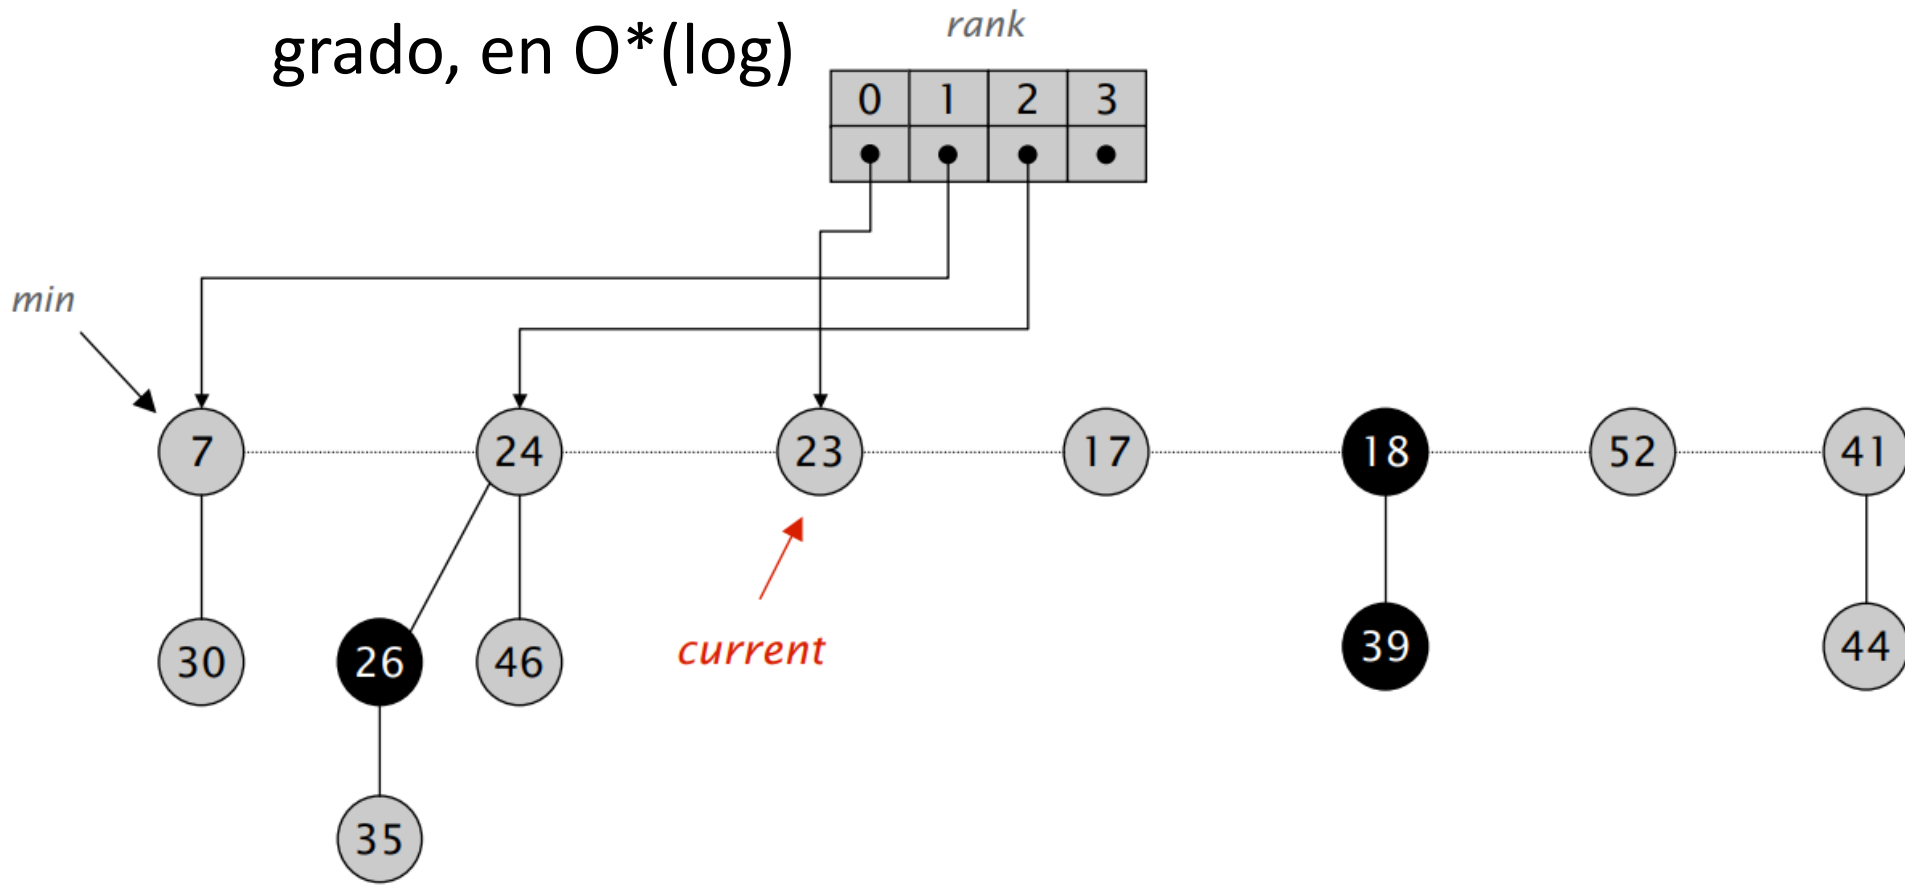 rank
grado, en O*(log)
0 1 2 3
min
7 24 23 17 18 52 41
current
30 26 46 39 44
35